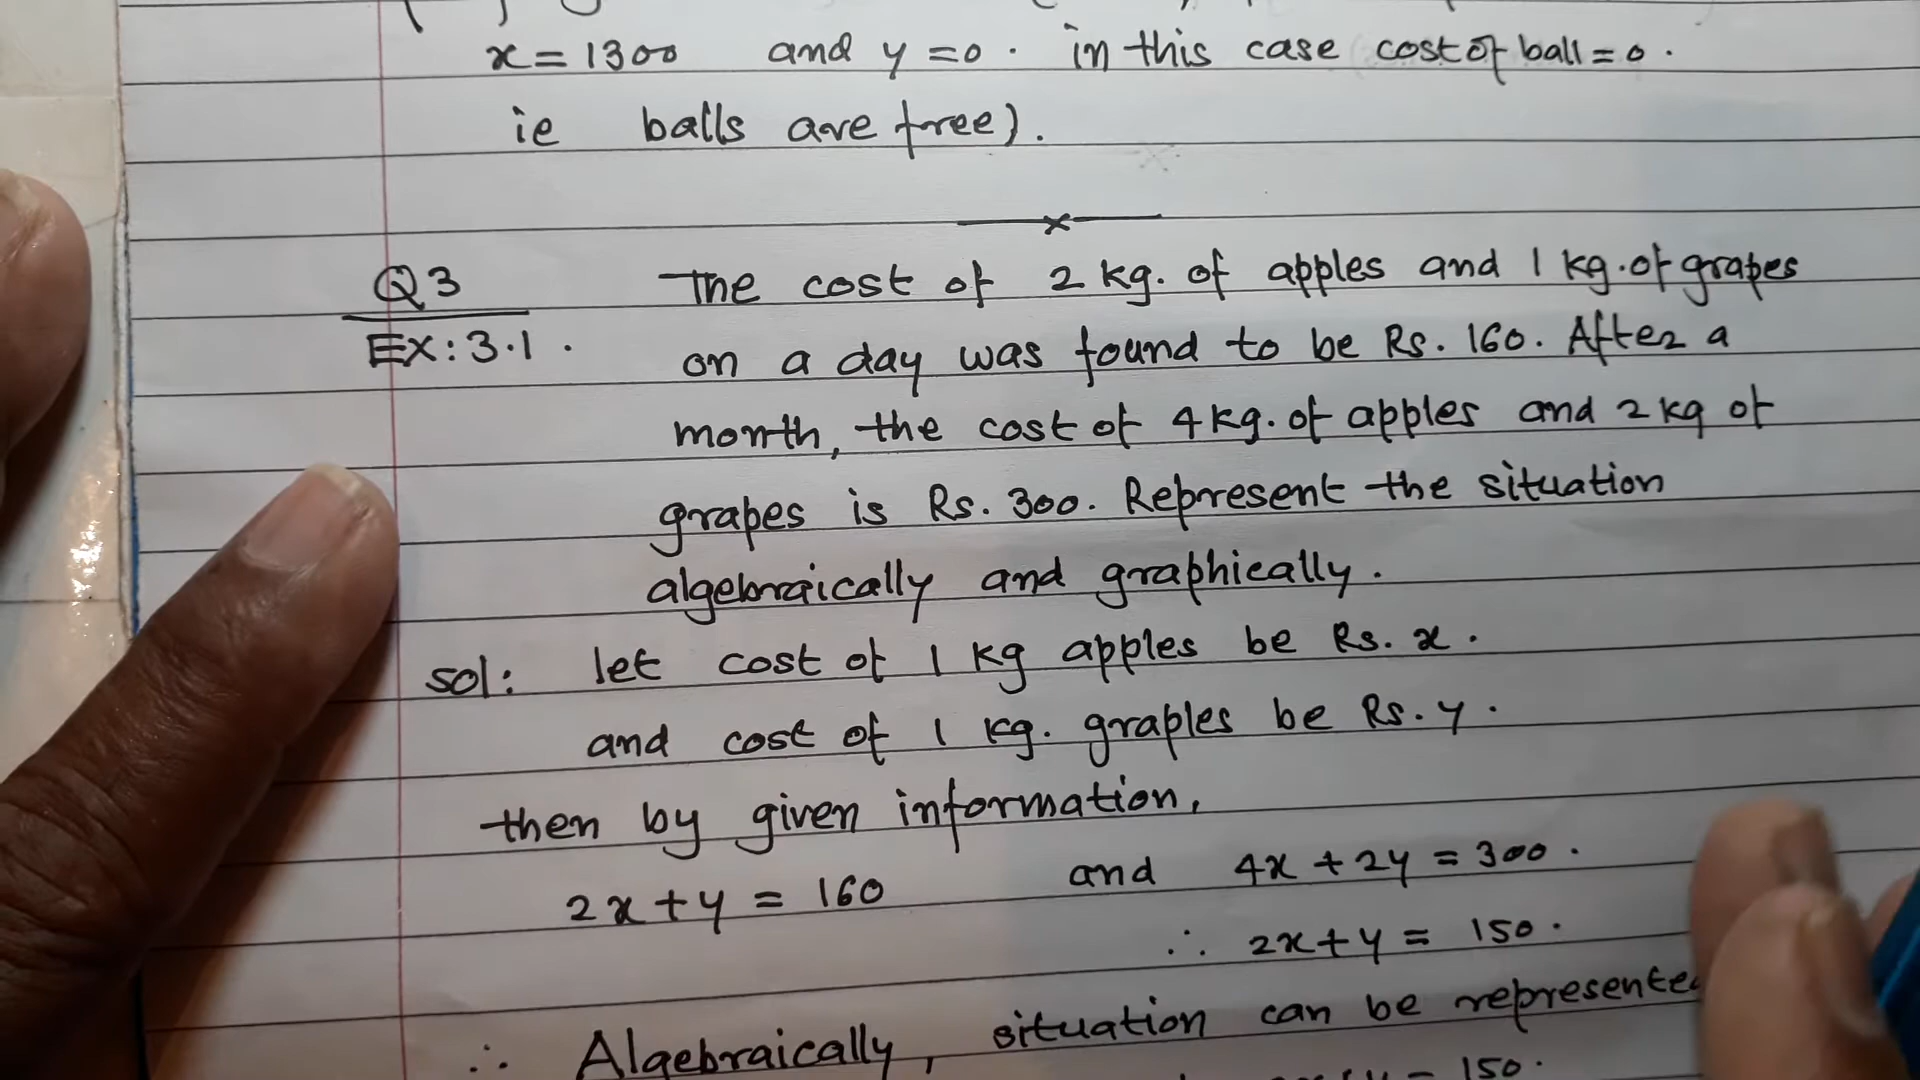 x = 1300 and y = 0. in this case cost of ball = 0.
ie balls are free).
Q3
EX: 3.1.
The cost of 2 kg. of apples and 1 kg. of grapes
on a day was found to be Rs. 160. After a
month, the cost of 4 kg. of apples and 2 kg of
grapes is Rs. 300. Represent the situation
algebraically and graphically.
sol: let cost of 1 kg apples be Rs. x.
and cost of 1 kg. graples be Rs. y.
then by given information,
2x + y = 160 and 4x + 2y = 300.
∴ 2x + y = 150.
∴ Algebraically, situation can be represented
150.